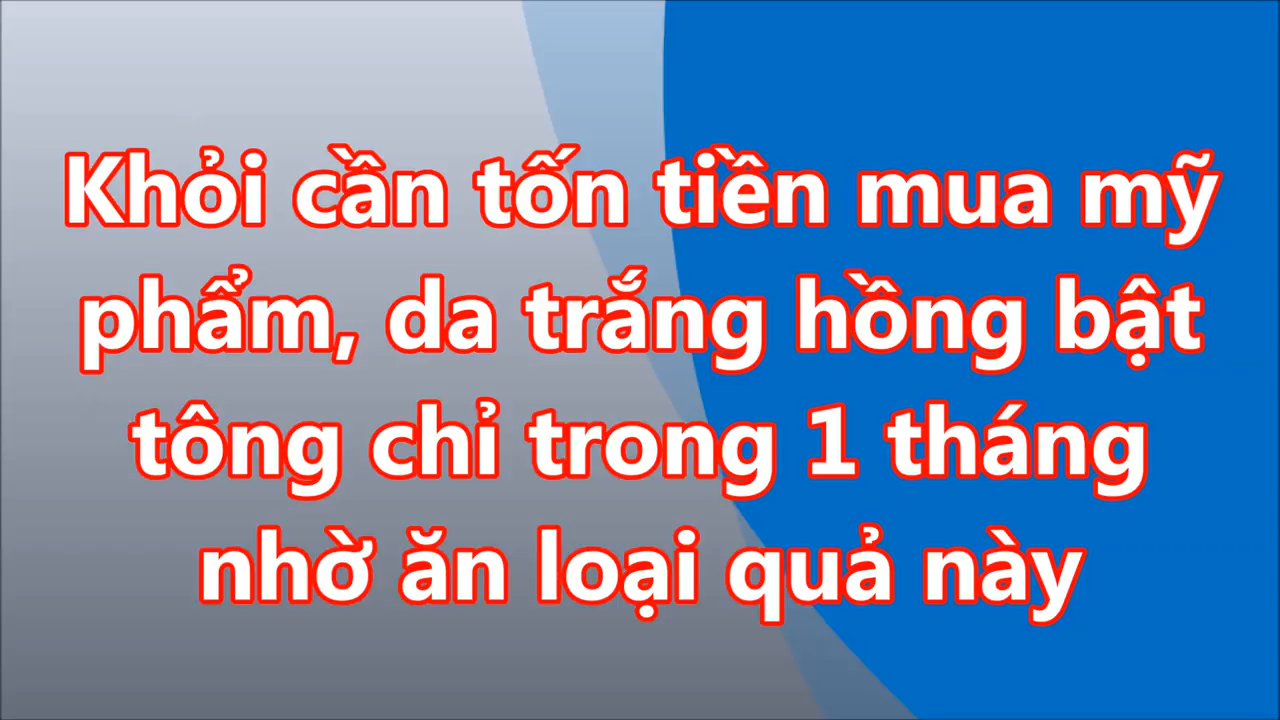 Khỏi cần tốn tiền mua mỹ
phẩm, da trắng hồng bật
tông chỉ trong 1 tháng
nhờ ăn loại quả này